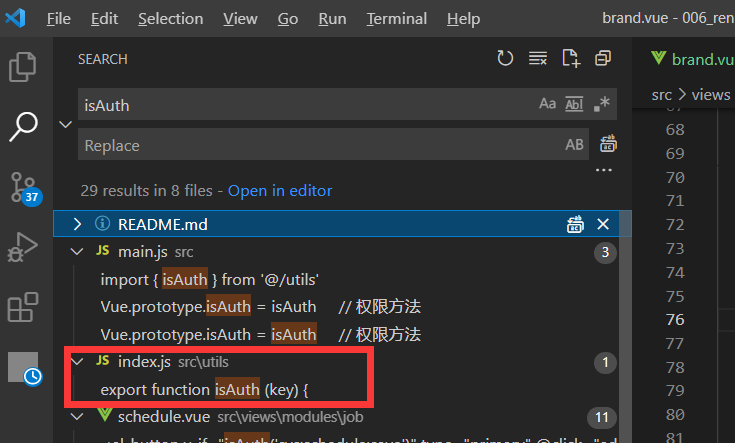 File Edit Selection View Go Run Terminal Help brand.vue - 006_ren
SEARCH
brand.vu
isAuth Aa Abl .*
src > views
Replace AB
68
69
29 results in 8 files - Open in editor
70
71
README.md
72
main.js src 3
73
import { isAuth } from '@/utils'
74
Vue.prototype.isAuth = isAuth // 权限方法
75
Vue.prototype.isAuth = isAuth // 权限方法
76
77
index.js src\utils 1
78
export function isAuth (key) {
79
schedule.vue src\views\modules\job 11
80
81
37